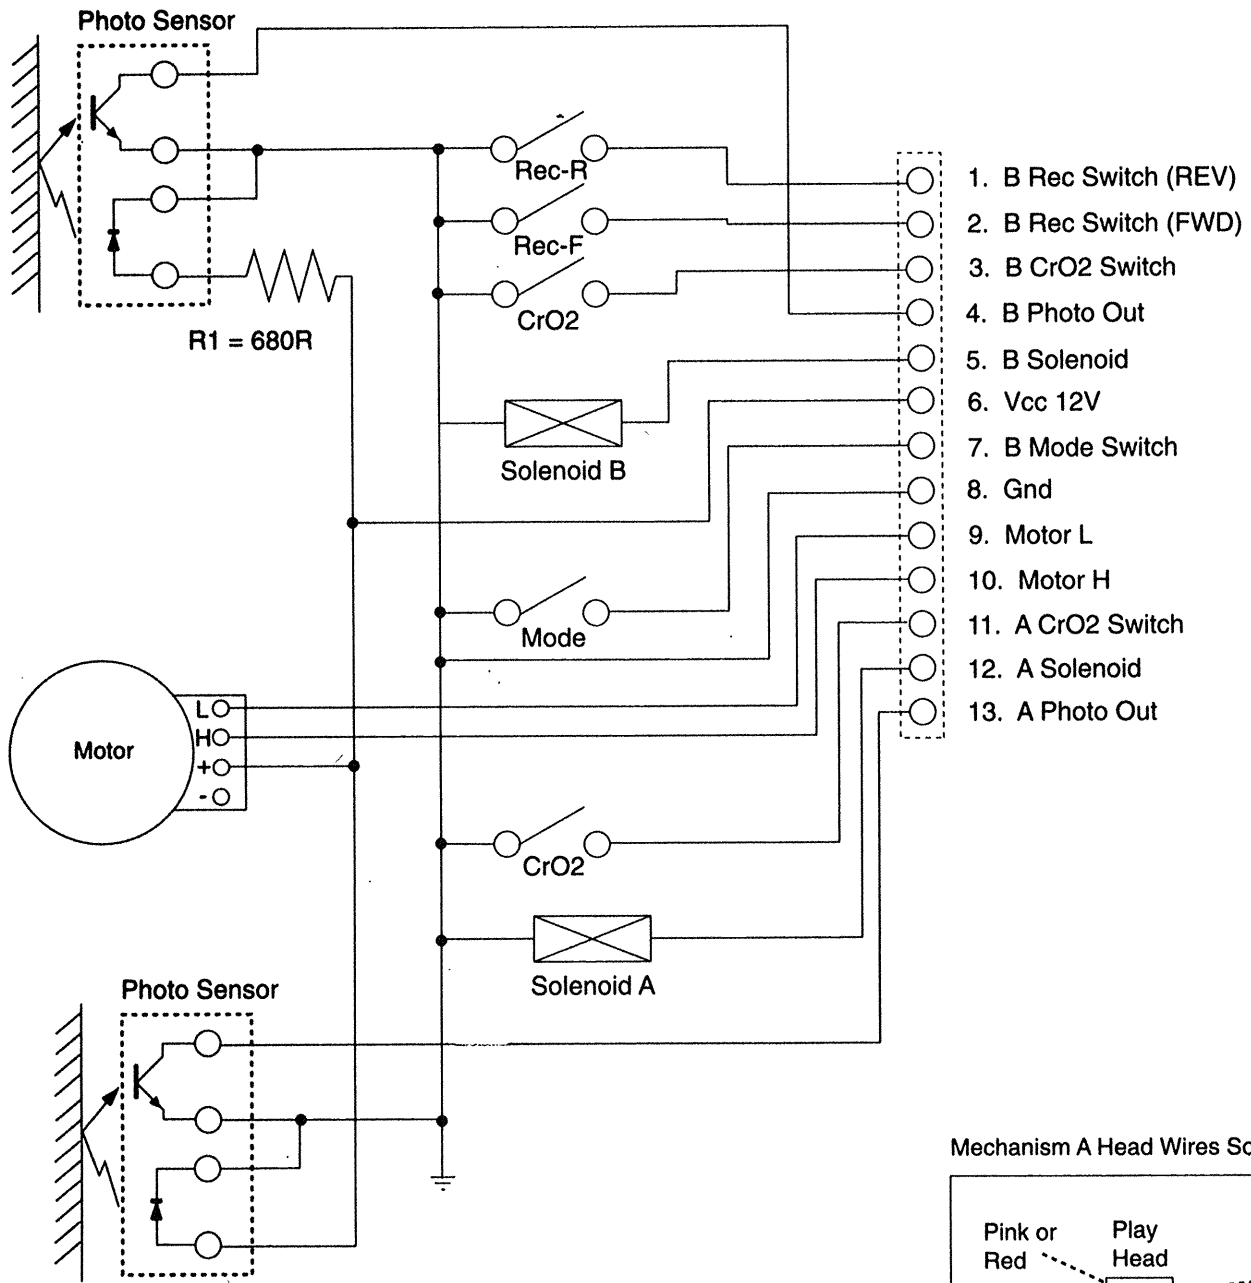 Photo Sensor
Rec-R
Rec-F
CrO2
R1 = 680R
Solenoid B
Mode
L
H
+
-
Motor
CrO2
Solenoid A
Photo Sensor
1. B Rec Switch (REV)
2. B Rec Switch (FWD)
3. B CrO2 Switch
4. B Photo Out
5. B Solenoid
6. Vcc 12V
7. B Mode Switch
8. Gnd
9. Motor L
10. Motor H
11. A CrO2 Switch
12. A Solenoid
13. A Photo Out
Mechanism A Head Wires
Pink or
Red
Play
Head